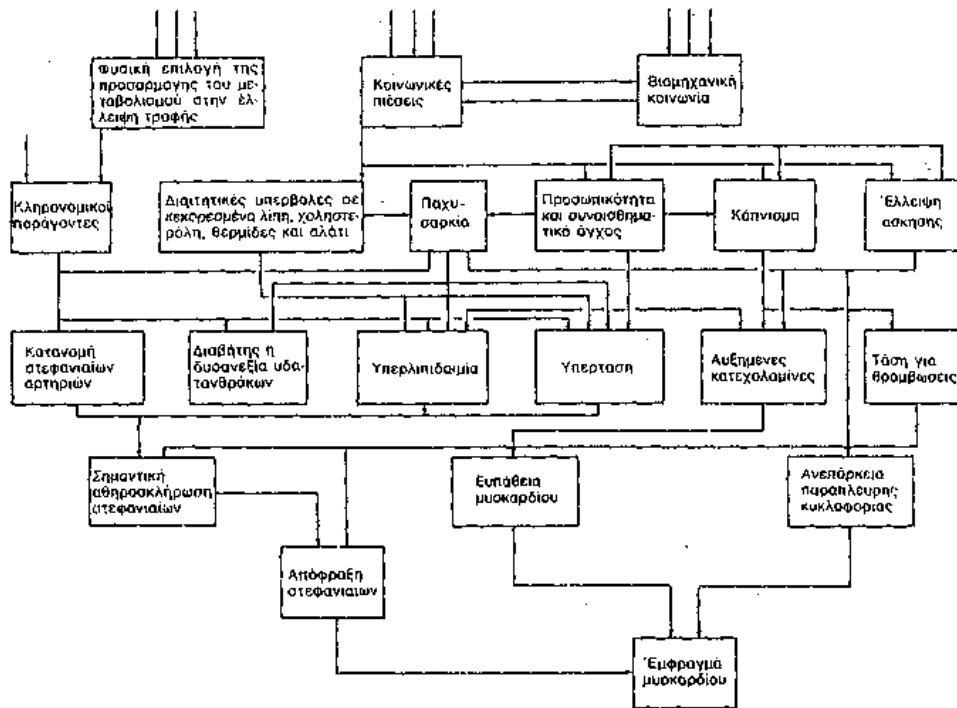 Φυσική επιλογή της
προσαρμογής του με-
ταβολισμού στην έλ-
λειψη τροφής
Κοινωνικές
πιέσεις
Βιομηχανική
κοινωνία
Κληρονομικοί
παράγοντες
Διαιτητικές υπερβολές σε
κεκορεσμένα λίπη, χοληστε-
ρόλη, θερμίδες και αλάτι
Παχυ-
σαρκία
Προσωπικότητα
και συναισθημα-
τικό άγχος
Κάπνισμα
Έλλειψη
άσκησης
Κατανομή
στεφανιαίων
αρτηριών
Διαβήτης ή
δυσανεξία υδα-
τανθράκων
Υπερλιπιδαιμία
Υπερταση
Αυξημένες
κατεχολαμίνες
Τάση για
θρομβώσεις
Σημαντική
αθηροσκλήρωση
στεφανιαίων
Ευπάθεια
μυοκαρδίου
Ανεπάρκεια
παράπλευρης
κυκλοφορίας
Απόφραξη
στεφανιαίων
Έμφραγμα
μυοκαρδίου